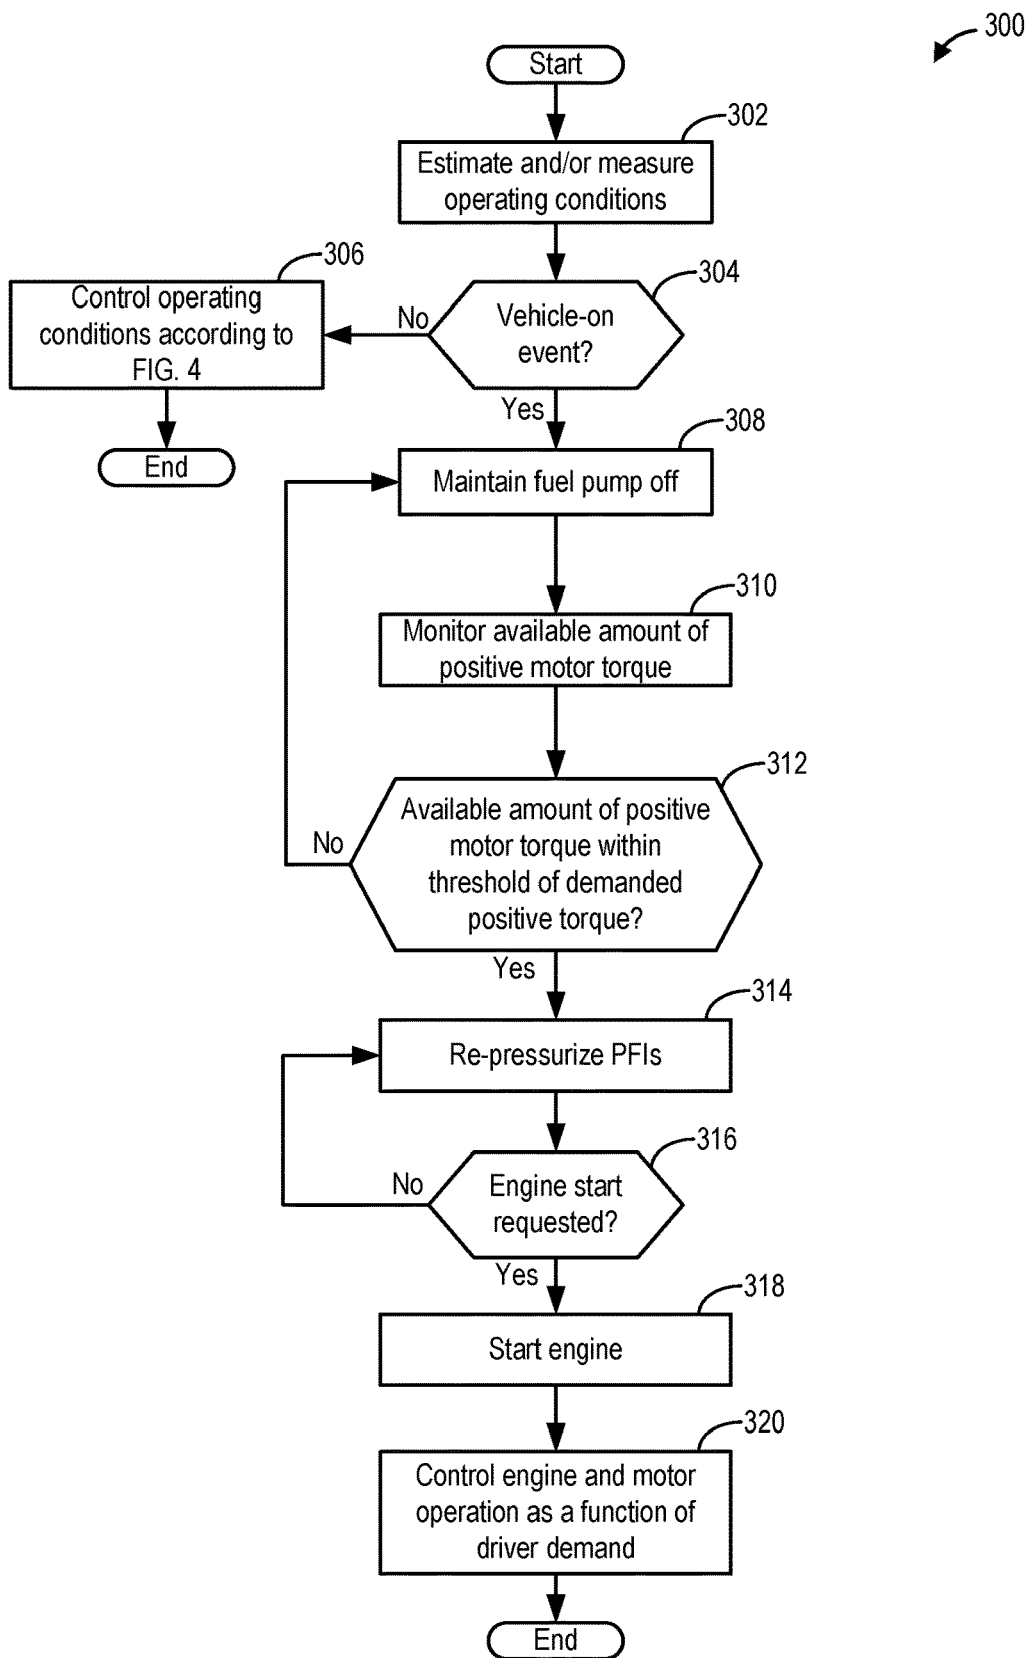 300
Start
302
Estimate and/or measure
operating conditions
306
304
Control operating
conditions according to
FIG. 4
No
Vehicle-on
event?
Yes
End
308
Maintain fuel pump off
310
Monitor available amount of
positive motor torque
312
Available amount of positive
motor torque within
threshold of demanded
positive torque?
No
Yes
314
Re-pressurize PFIs
316
No
Engine start
requested?
Yes
318
Start engine
320
Control engine and motor
operation as a function of
driver demand
End